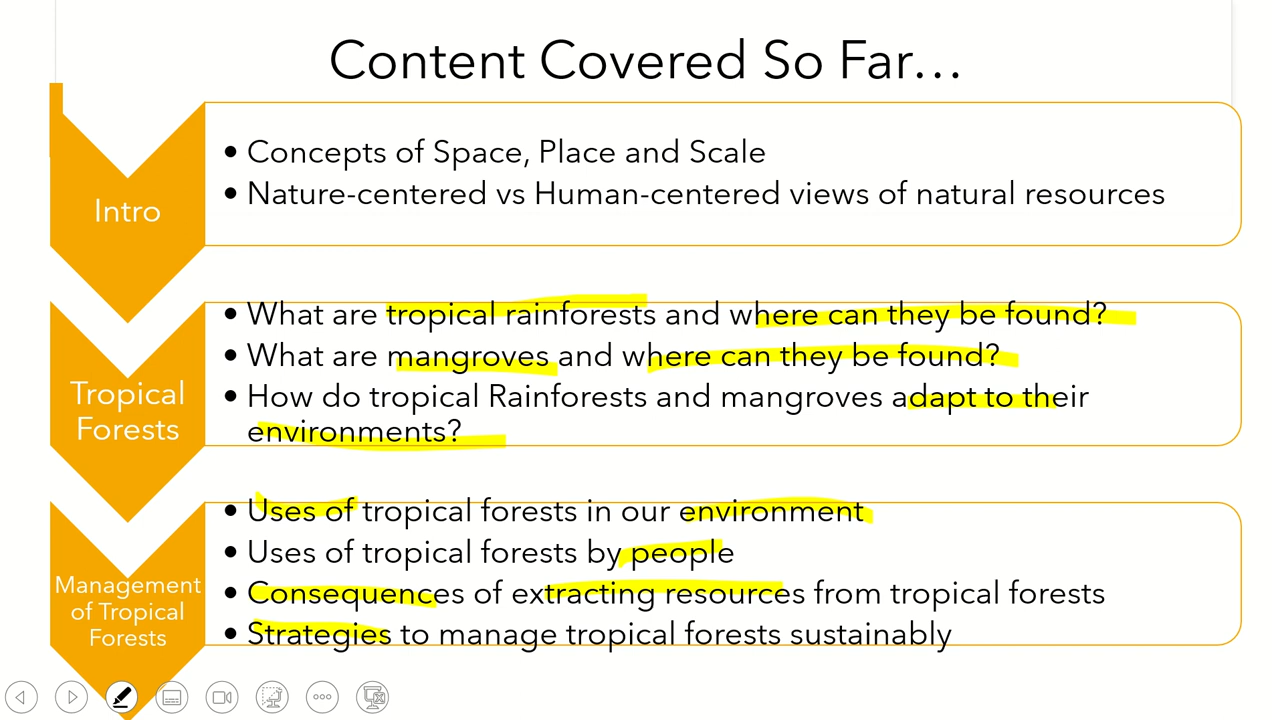 Content Covered So Far...
Intro
• Concepts of Space, Place and Scale
• Nature-centered vs Human-centered views of natural resources
Tropical
Forests
• What are tropical rainforests and where can they be found?
• What are mangroves and where can they be found?
• How do tropical Rainforests and mangroves adapt to their
environments?
Management
of Tropical
Forests
• Uses of tropical forests in our environment
• Uses of tropical forests by people
• Consequences of extracting resources from tropical forests
• Strategies to manage tropical forests sustainably